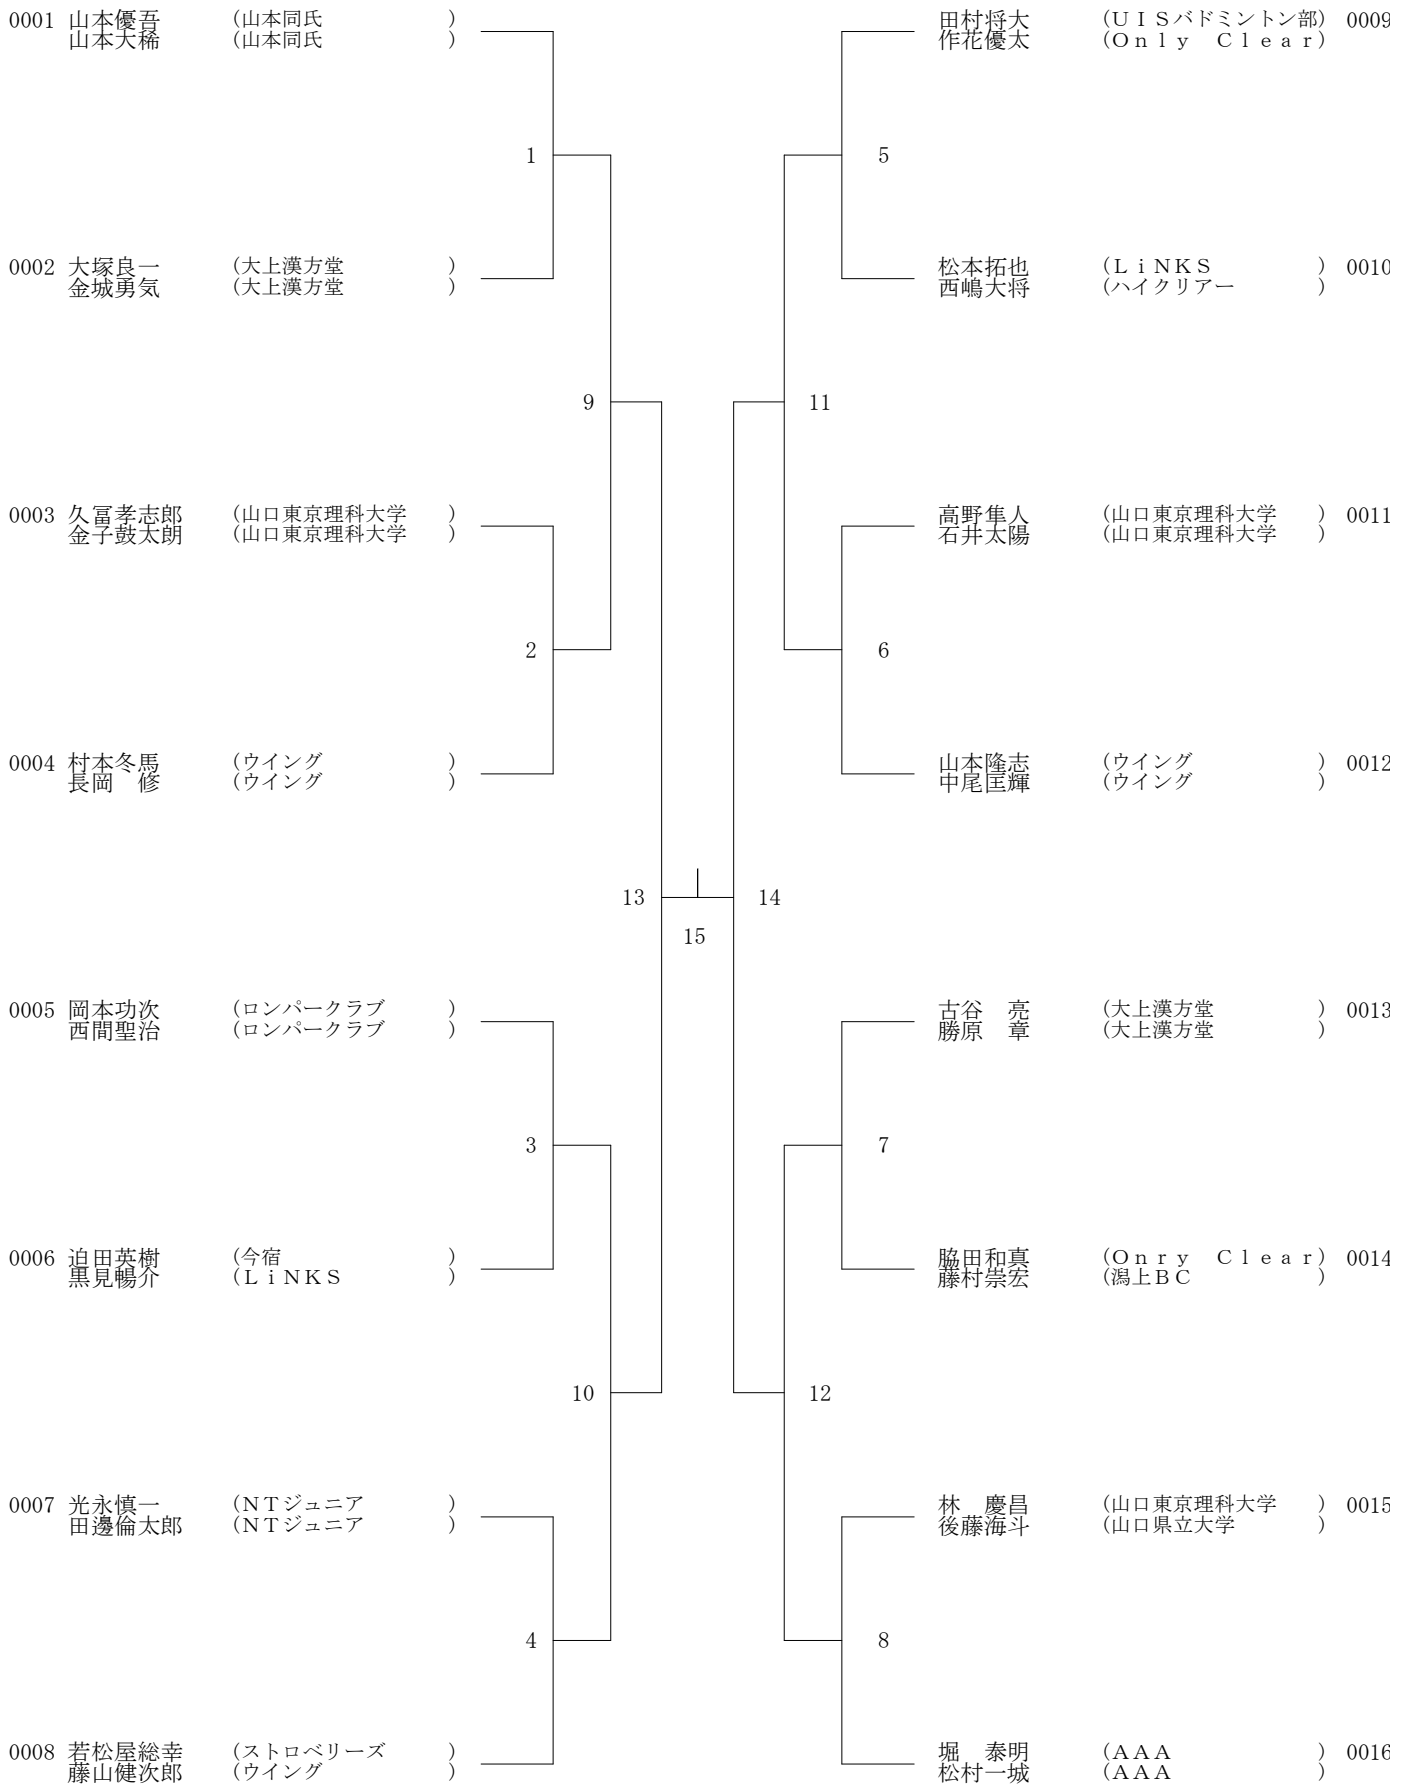 0001 山本優吾 (山本同氏 )
山本大稀 (山本同氏 )
1
0002 大塚良一 (大上漢方堂 )
金城勇気 (大上漢方堂 )
9
0003 久冨孝志郎 (山口東京理科大学 )
金子鼓太朗 (山口東京理科大学 )
2
0004 村本冬馬 (ウイング )
長岡　修 (ウイング )
13
15
0005 岡本功次 (ロンパークラブ )
西間聖治 (ロンパークラブ )
3
0006 迫田英樹 (今宿 )
黒見暢介 (ＬｉＮＫＳ )
10
0007 光永慎一 (ＮＴジュニア )
田邊倫太郎 (ＮＴジュニア )
4
0008 若松屋総幸 (ストロベリーズ )
藤山健次郎 (ウイング )
田村将大 (ＵＩＳバドミントン部) 0009
作花優太 (Ｏｎｌｙ　Ｃｌｅａｒ)
5
松本拓也 (ＬｉＮＫＳ ) 0010
西嶋大将 (ハイクリアー )
11
高野隼人 (山口東京理科大学 ) 0011
石井太陽 (山口東京理科大学 )
6
山本隆志 (ウイング ) 0012
中尾匡輝 (ウイング )
14
古谷　亮 (大上漢方堂 ) 0013
勝原　章 (大上漢方堂 )
7
脇田和真 (Ｏｎｒｙ　Ｃｌｅａｒ) 0014
藤村崇宏 (潟上ＢＣ )
12
林　慶昌 (山口東京理科大学 ) 0015
後藤海斗 (山口県立大学 )
8
堀　泰明 (ＡＡＡ ) 0016
松村一城 (ＡＡＡ )